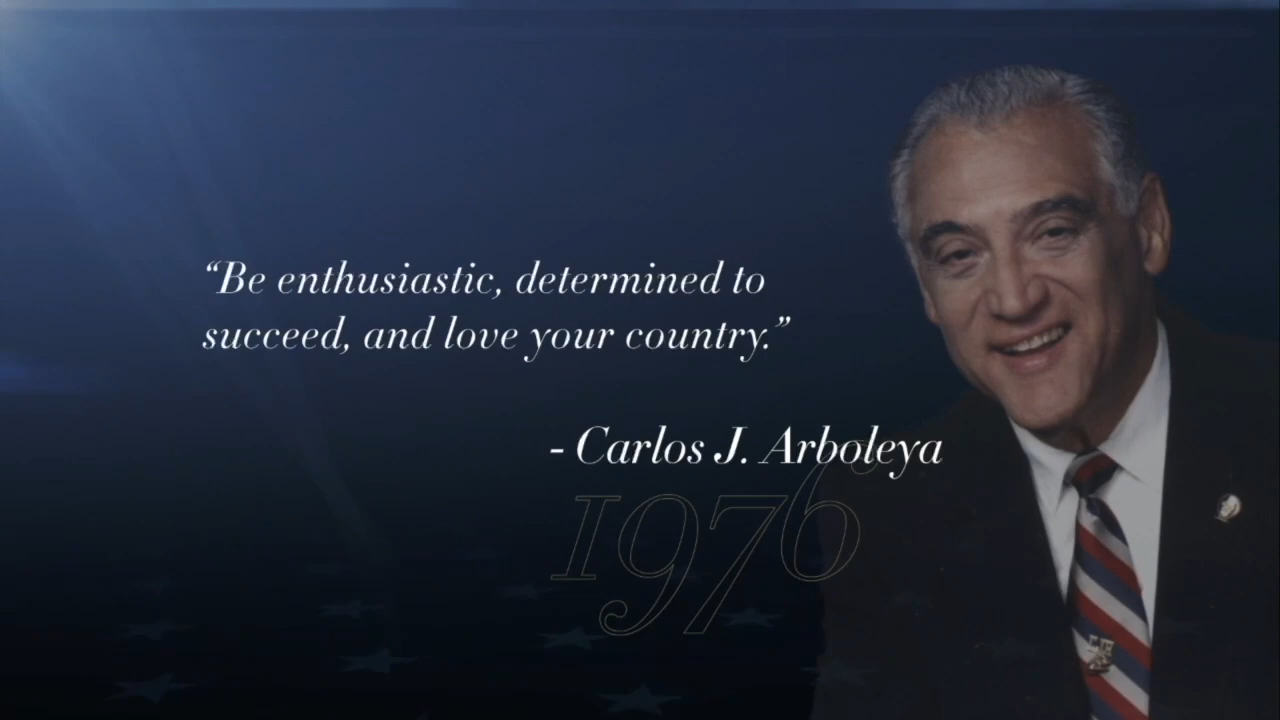 “Be enthusiastic, determined to
succeed, and love your country.”
- Carlos J. Arboleya
1976